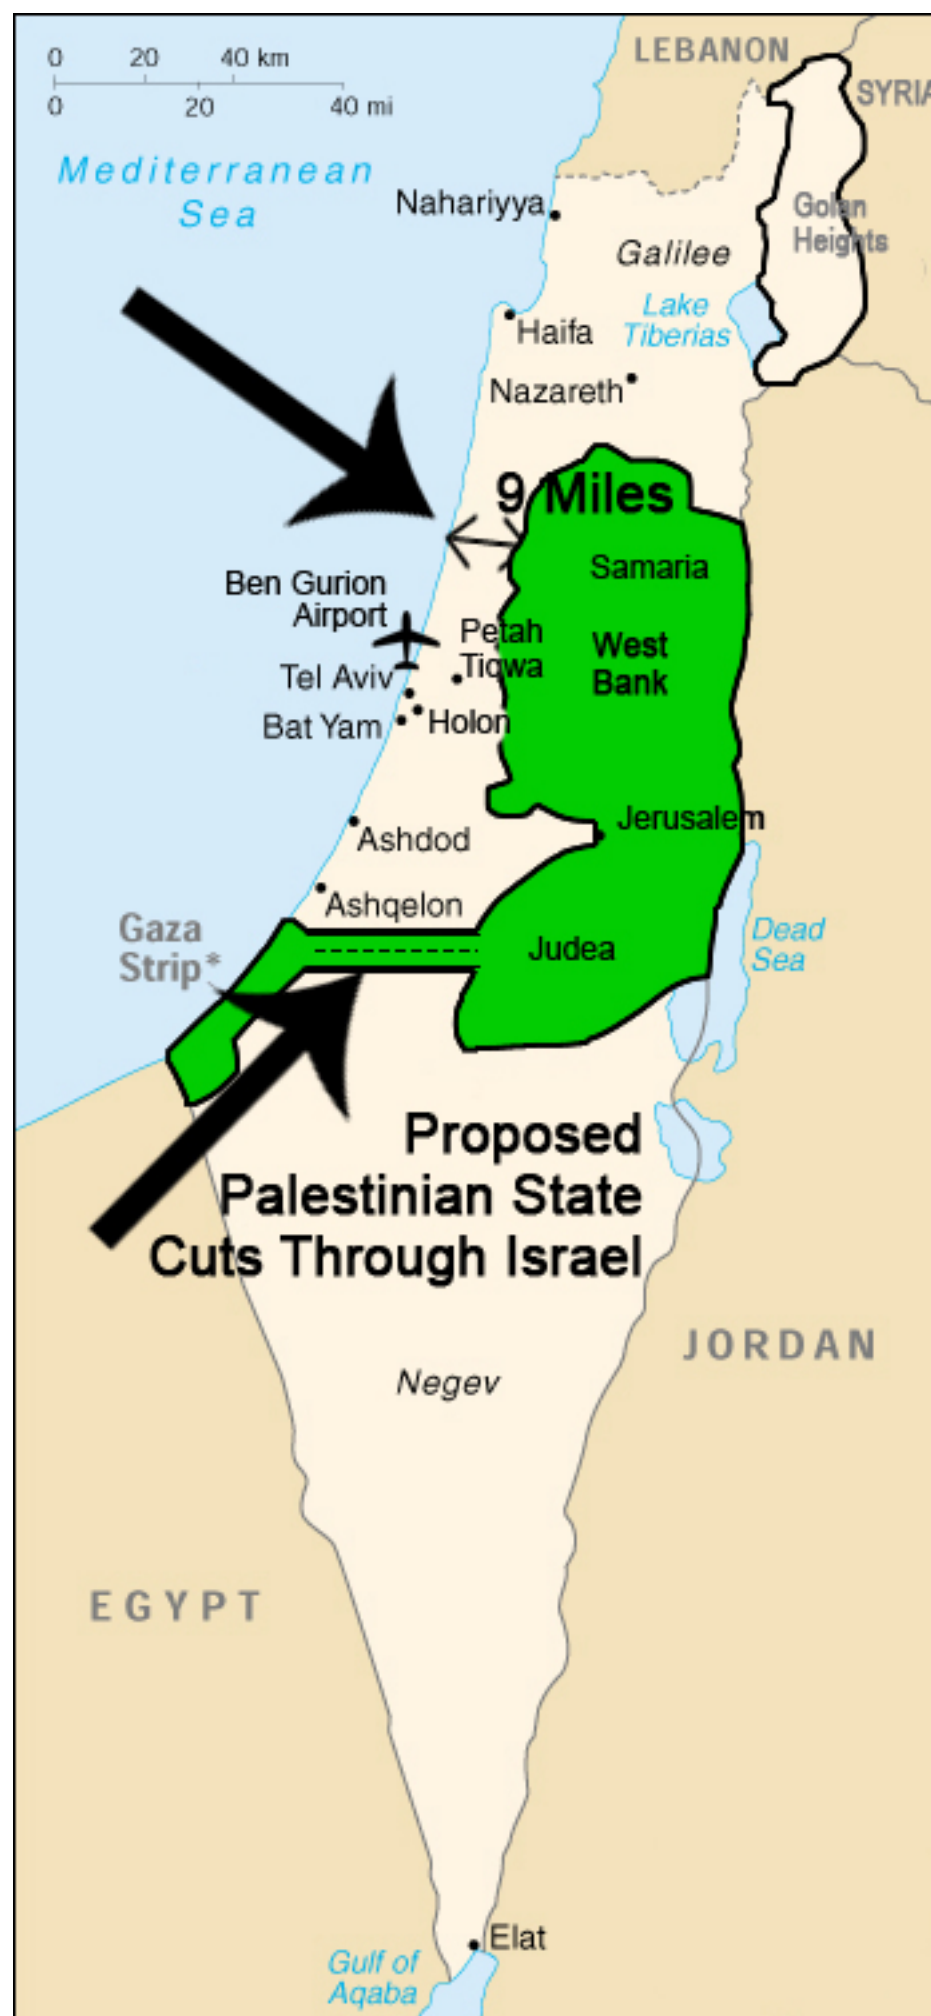 0 20 40 km
0 20 40 mi
LEBANON
SYRIA
Mediterranean
Sea
Nahariyya
Golan
Heights
Galilee
Lake
Tiberias
Haifa
Nazareth
9 Miles
Samaria
Ben Gurion
Airport
Petah
Tiqwa
West
Bank
Tel Aviv
Bat Yam
Holon
Jerusalem
Ashdod
Ashqelon
Gaza
Strip*
Judea
Dead
Sea
Proposed
Palestinian State
Cuts Through Israel
JORDAN
Negev
EGYPT
Elat
Gulf of
Aqaba